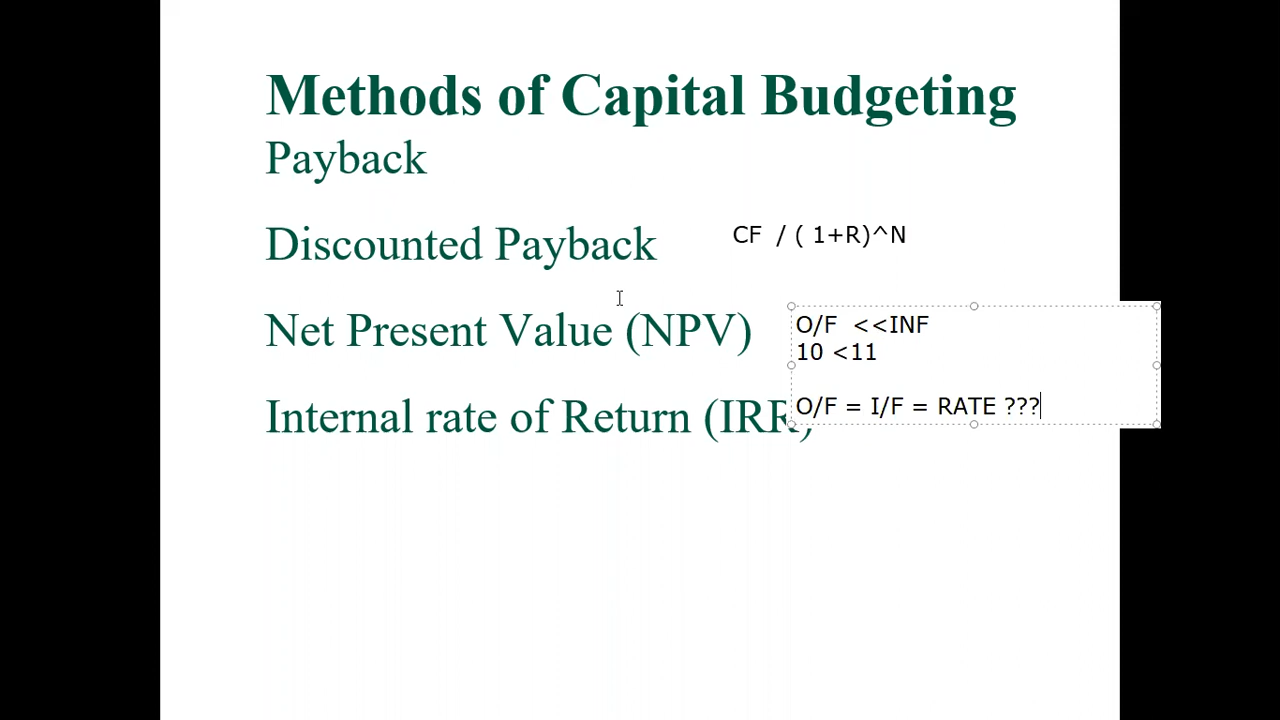 Methods of Capital Budgeting
Payback
Discounted Payback
CF / ( 1+R)^N
Net Present Value (NPV)
O/F <<INF
10 <11
Internal rate of Return (IRR)
O/F = I/F = RATE ???